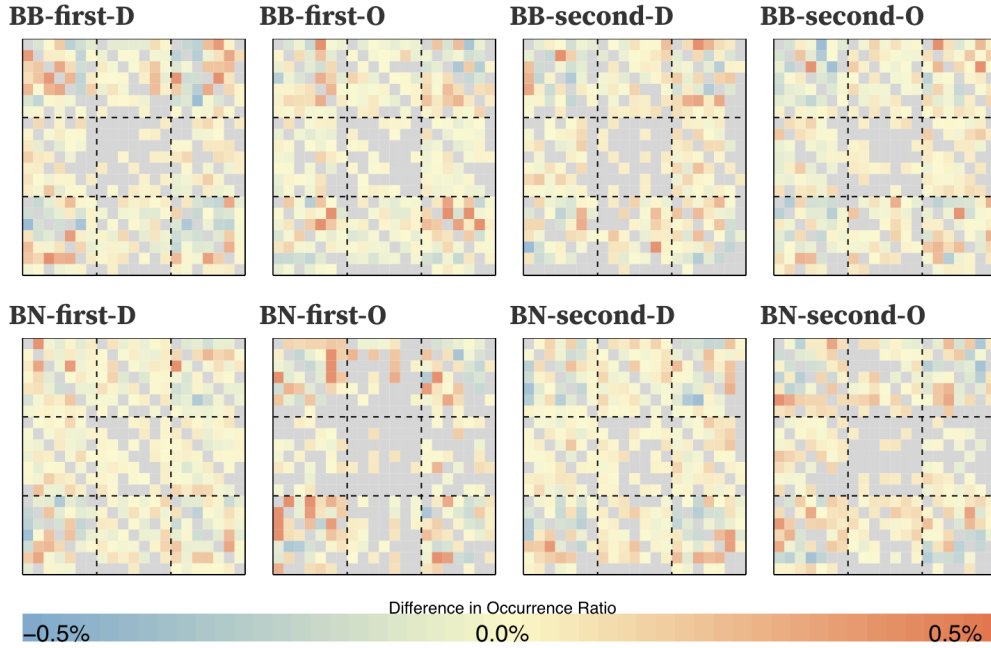 BB-first-D BB-first-O BB-second-D BB-second-O
BN-first-D BN-first-O BN-second-D BN-second-O
Difference in Occurrence Ratio
−0.5% 0.0% 0.5%